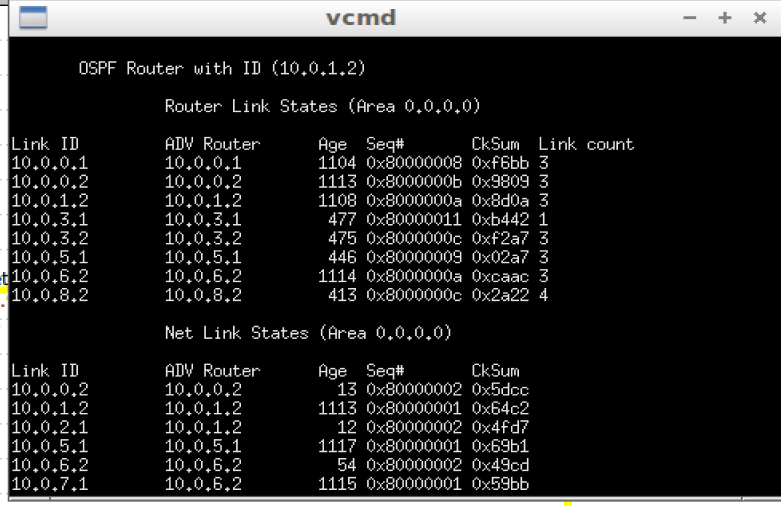 vcmd
OSPF Router with ID (10.0.1.2)
Router Link States (Area 0.0.0.0)
Link ID ADV Router Age Seq# CkSum Link count
10.0.0.1 10.0.0.1 1104 0x80000008 0xf6bb 3
10.0.0.2 10.0.0.2 1113 0x8000000b 0x9809 3
10.0.1.2 10.0.1.2 1108 0x8000000a 0x8d0a 3
10.0.3.1 10.0.3.1 477 0x80000011 0xb442 1
10.0.3.2 10.0.3.2 475 0x8000000c 0xf2a7 3
10.0.5.1 10.0.5.1 446 0x80000009 0x02a7 3
10.0.6.2 10.0.6.2 1114 0x8000000a 0xcaac 3
10.0.8.2 10.0.8.2 413 0x8000000c 0x2a22 4
Net Link States (Area 0.0.0.0)
Link ID ADV Router Age Seq# CkSum
10.0.0.2 10.0.0.2 13 0x80000002 0x5dcc
10.0.1.2 10.0.1.2 1113 0x80000001 0x64c2
10.0.2.1 10.0.1.2 12 0x80000002 0x4fd7
10.0.5.1 10.0.5.1 1117 0x80000001 0x69b1
10.0.6.2 10.0.6.2 54 0x80000002 0x49cd
10.0.7.1 10.0.6.2 1115 0x80000001 0x59bb